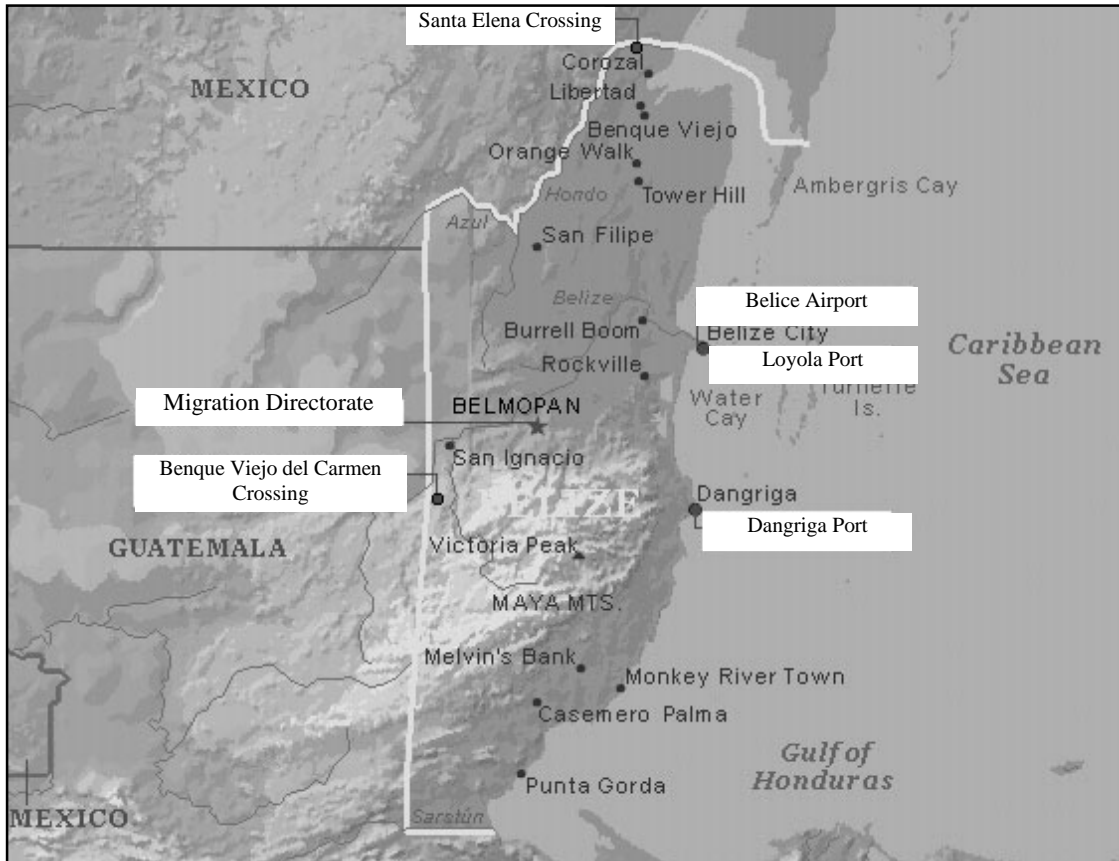 Santa Elena Crossing
Corozal
MEXICO
Libertad
Benque Viejo
Orange Walk
Ambergris Cay
Hondo
Tower Hill
Azul
San Filipe
Belize
Belice Airport
Burrell Boom
Belize City
Caribbean
Sea
Rockville
Loyola Port
Turneffe
Is.
Water
Cay
Migration Directorate
BELMOPAN
San Ignacio
Benque Viejo del Carmen
Crossing
BELIZE
Dangriga
Dangriga Port
GUATEMALA
Victoria Peak
MAYA MTS.
Melvin's Bank
Monkey River Town
Casemero Palma
Gulf of
Honduras
Punta Gorda
MEXICO
Sarstún